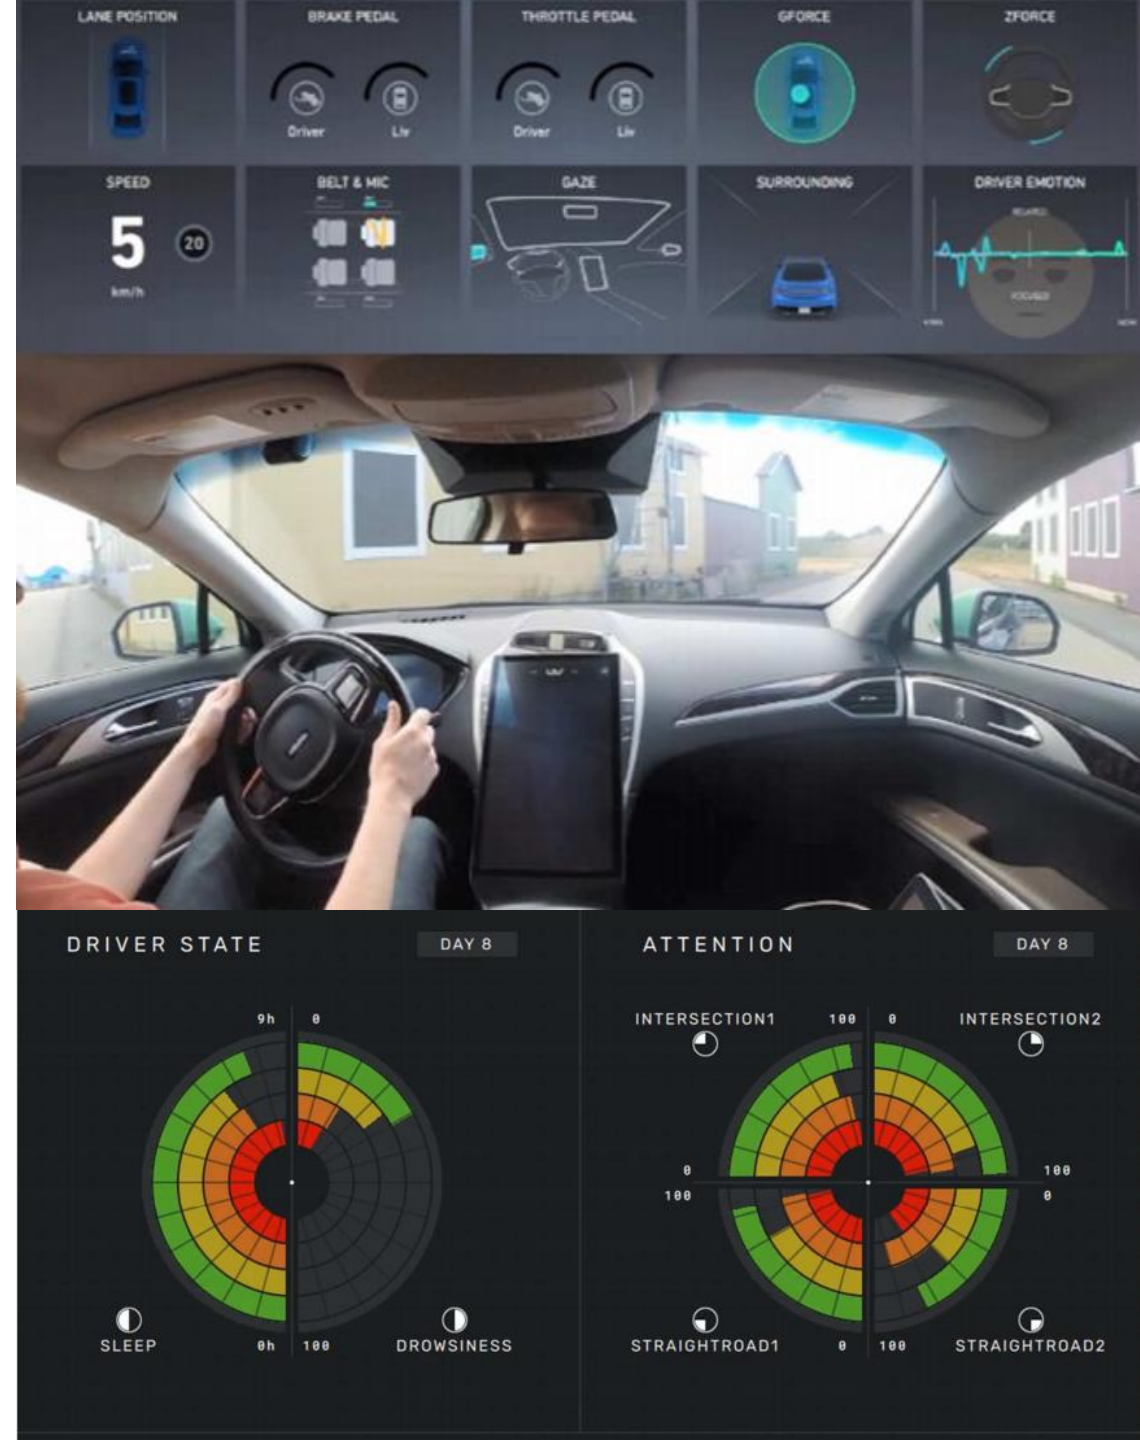 LANE POSITION
BRAKE PEDAL
THROTTLE PEDAL
GFORCE
ZFORCE
Driver
Liv
Driver
Liv
SPEED
BELT & MIC
GAZE
SURROUNDING
DRIVER EMOTION
5
20
km/h
RELAXED
FOCUSED
DRIVER STATE
DAY 8
ATTENTION
DAY 8
9h
0
INTERSECTION1
100
0
INTERSECTION2
0
100
100
0
SLEEP
0h
100
DROWSINESS
STRAIGHTROAD1
0
100
STRAIGHTROAD2